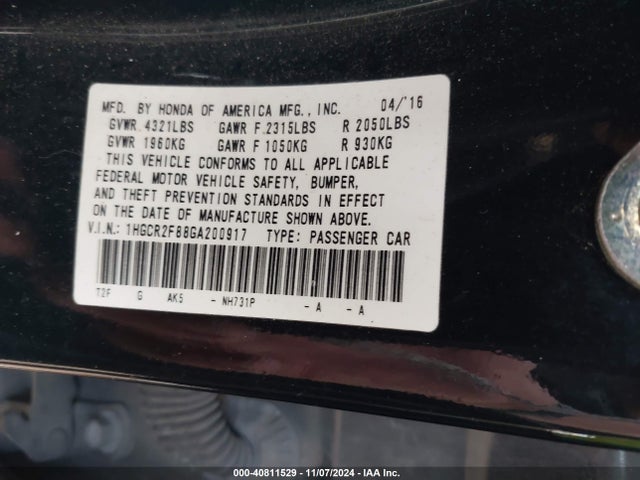 MFD. BY HONDA OF AMERICA MFG., INC. 04/'16
GVWR 4321LBS GAWR F 2315LBS R 2050LBS
GVWR 1960KG GAWR F 1050KG R 930KG
THIS VEHICLE CONFORMS TO ALL APPLICABLE
FEDERAL MOTOR VEHICLE SAFETY, BUMPER,
AND THEFT PREVENTION STANDARDS IN EFFECT
ON THE DATE OF MANUFACTURE SHOWN ABOVE.
V.I.N.: 1HGCR2F88GA200917 TYPE: PASSENGER CAR
T2F G AK5 - NH731P - A - A
000-40811529 - 11/07/2024 - IAA Inc.